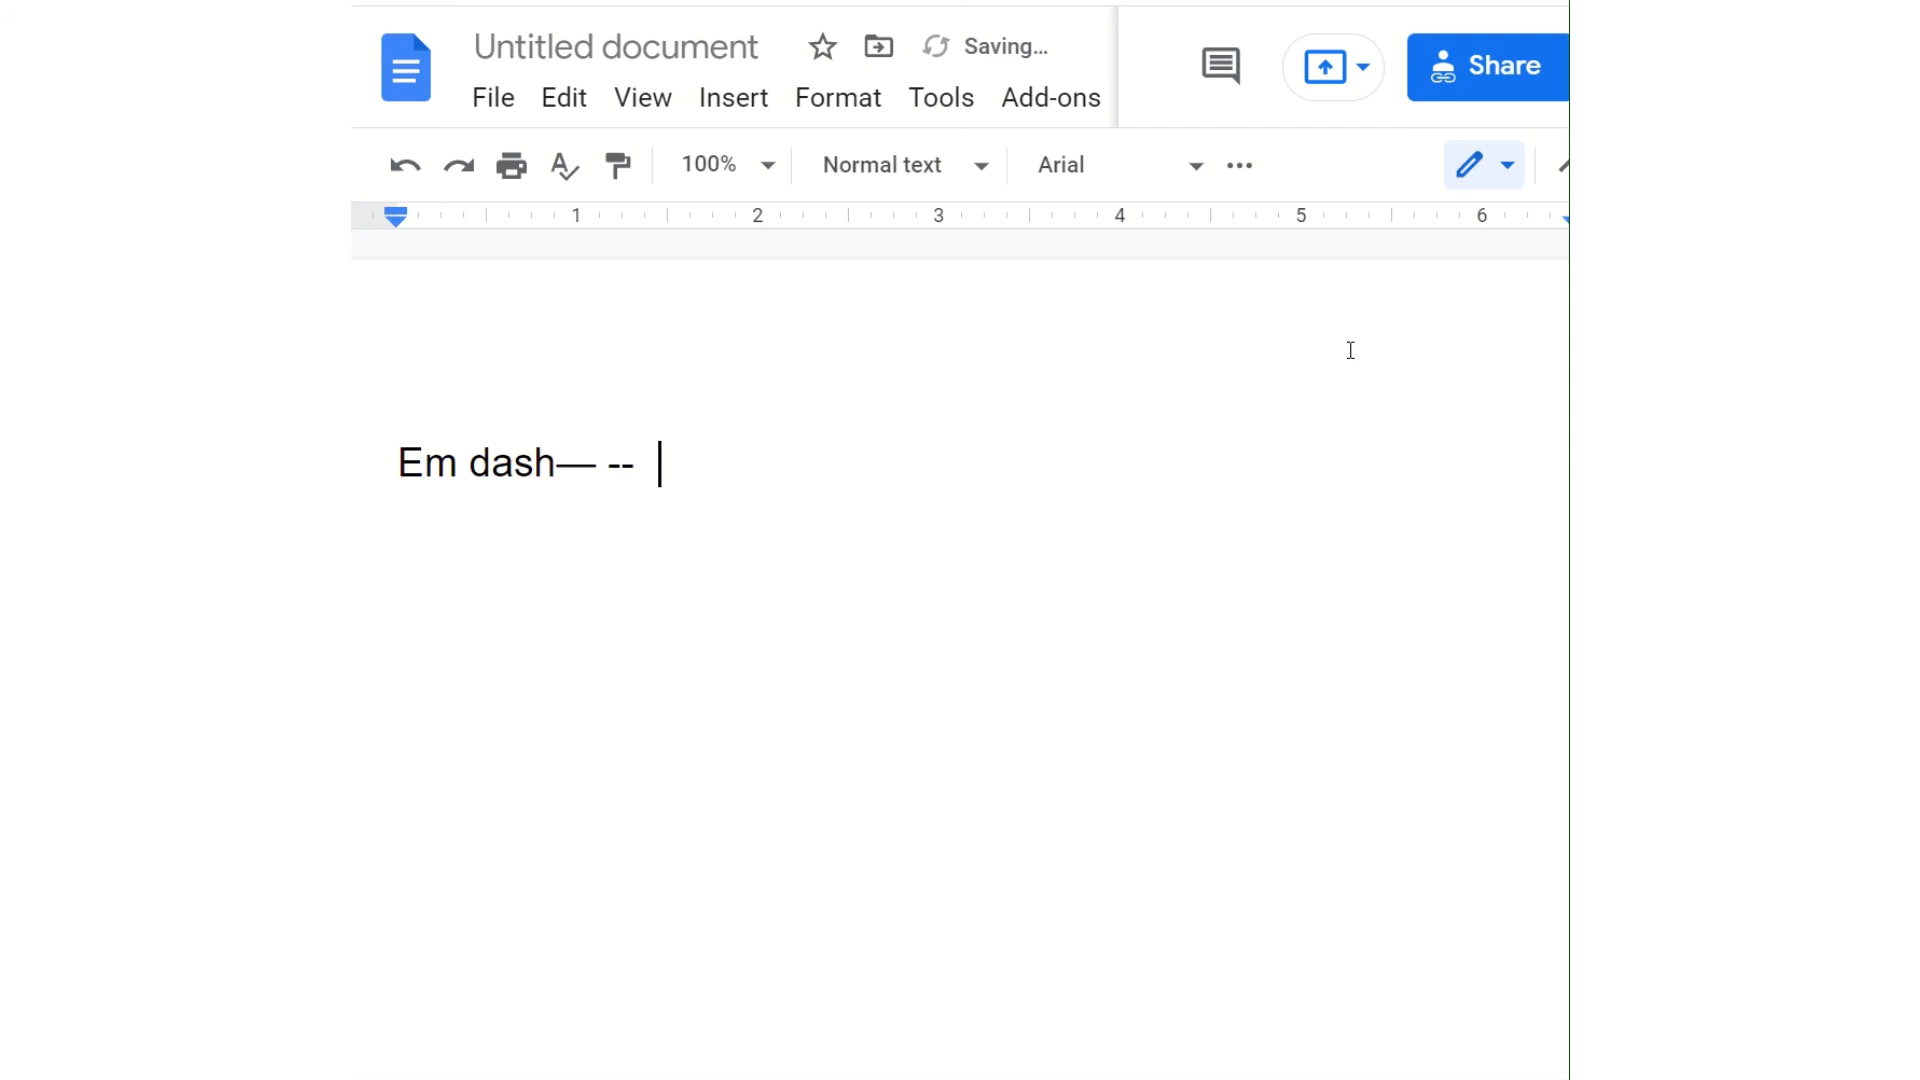 Untitled document Saving... Share
File Edit View Insert Format Tools Add-ons
100% Normal text Arial
1 2 3 4 5 6
Em dash— --